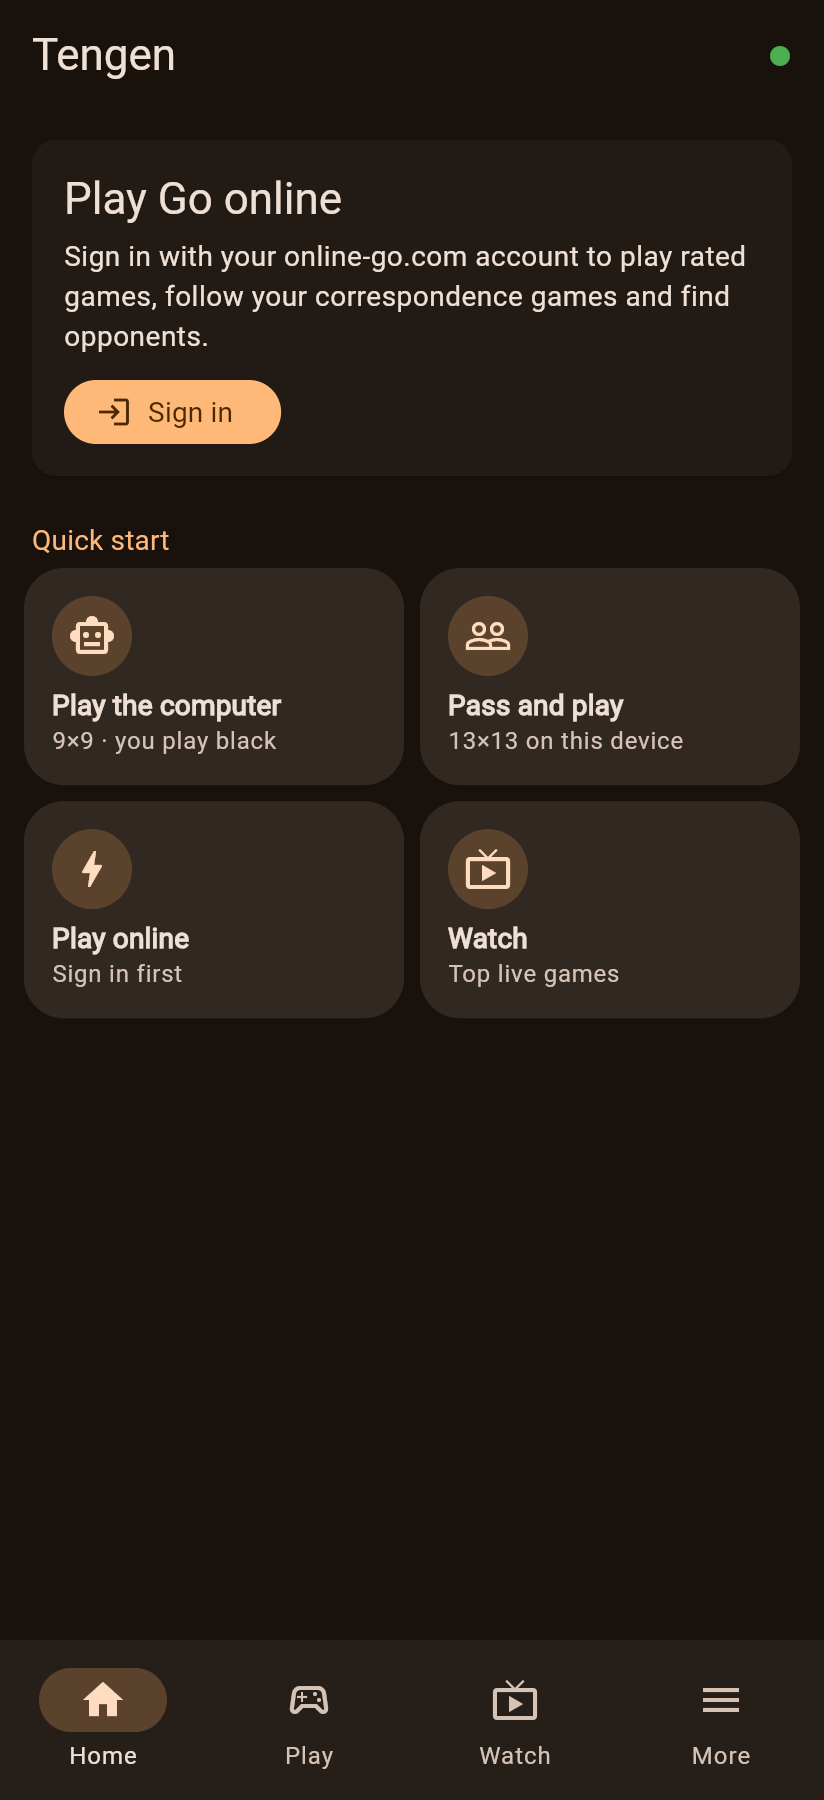 Tengen
Play Go online
Sign in with your online-go.com account to play rated
games, follow your correspondence games and find
opponents.
Sign in
Quick start
Play the computer
9×9 · you play black
Pass and play
13×13 on this device
Play online
Sign in first
Watch
Top live games
Home
Play
Watch
More